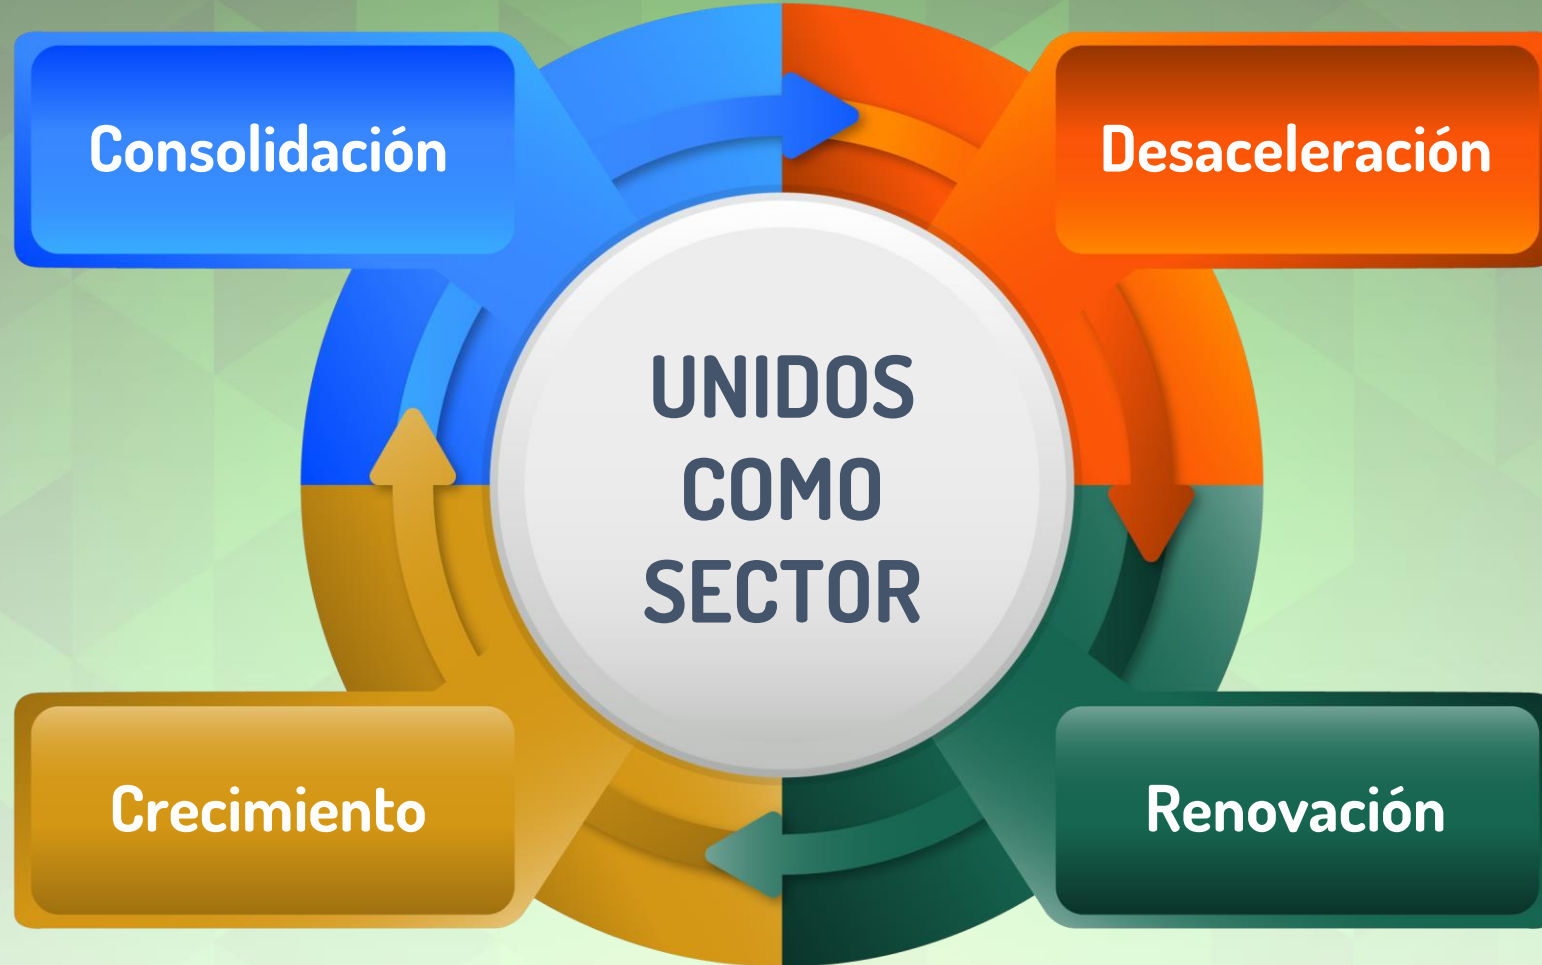 Consolidación
Desaceleración
UNIDOS
COMO
SECTOR
Crecimiento
Renovación